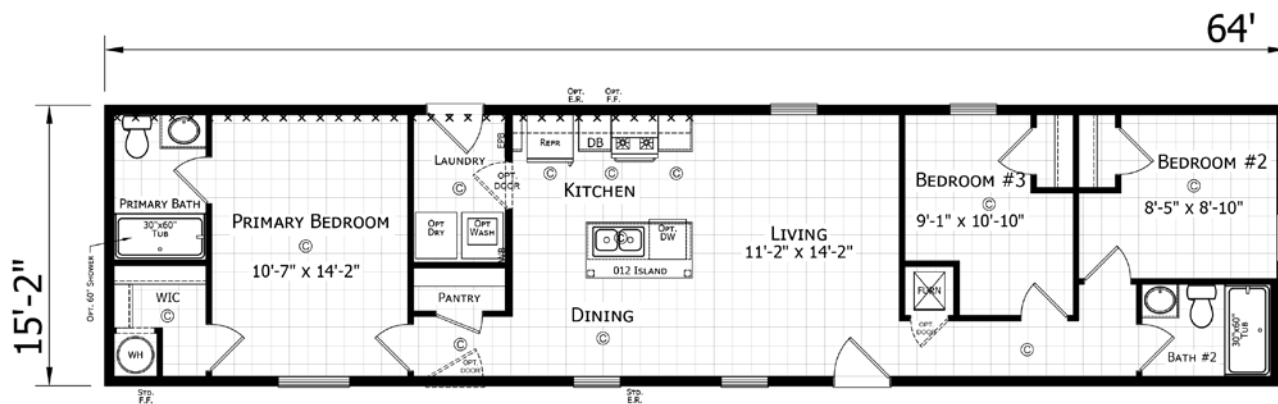 64'
15'-2"
OPT. E.R.
OPT. F.F.
PRIMARY BATH
30"x60" TUB
OPT. 60" SHOWER
WIC
WH
STD. F.F.
PRIMARY BEDROOM
10'-7" x 14'-2"
LAUNDRY
EPB
OPT. DOOR
OPT DRY
OPT WASH
PANTRY
OPT. DOOR
REFR
DB
KITCHEN
OPT. DW
012 ISLAND
DINING
STD. E.R.
LIVING
11'-2" x 14'-2"
BEDROOM #3
9'-1" x 10'-10"
FURN
OPT. DOOR
BEDROOM #2
8'-5" x 8'-10"
BATH #2
30"x60" TUB
© © © © © © © © © © © ©